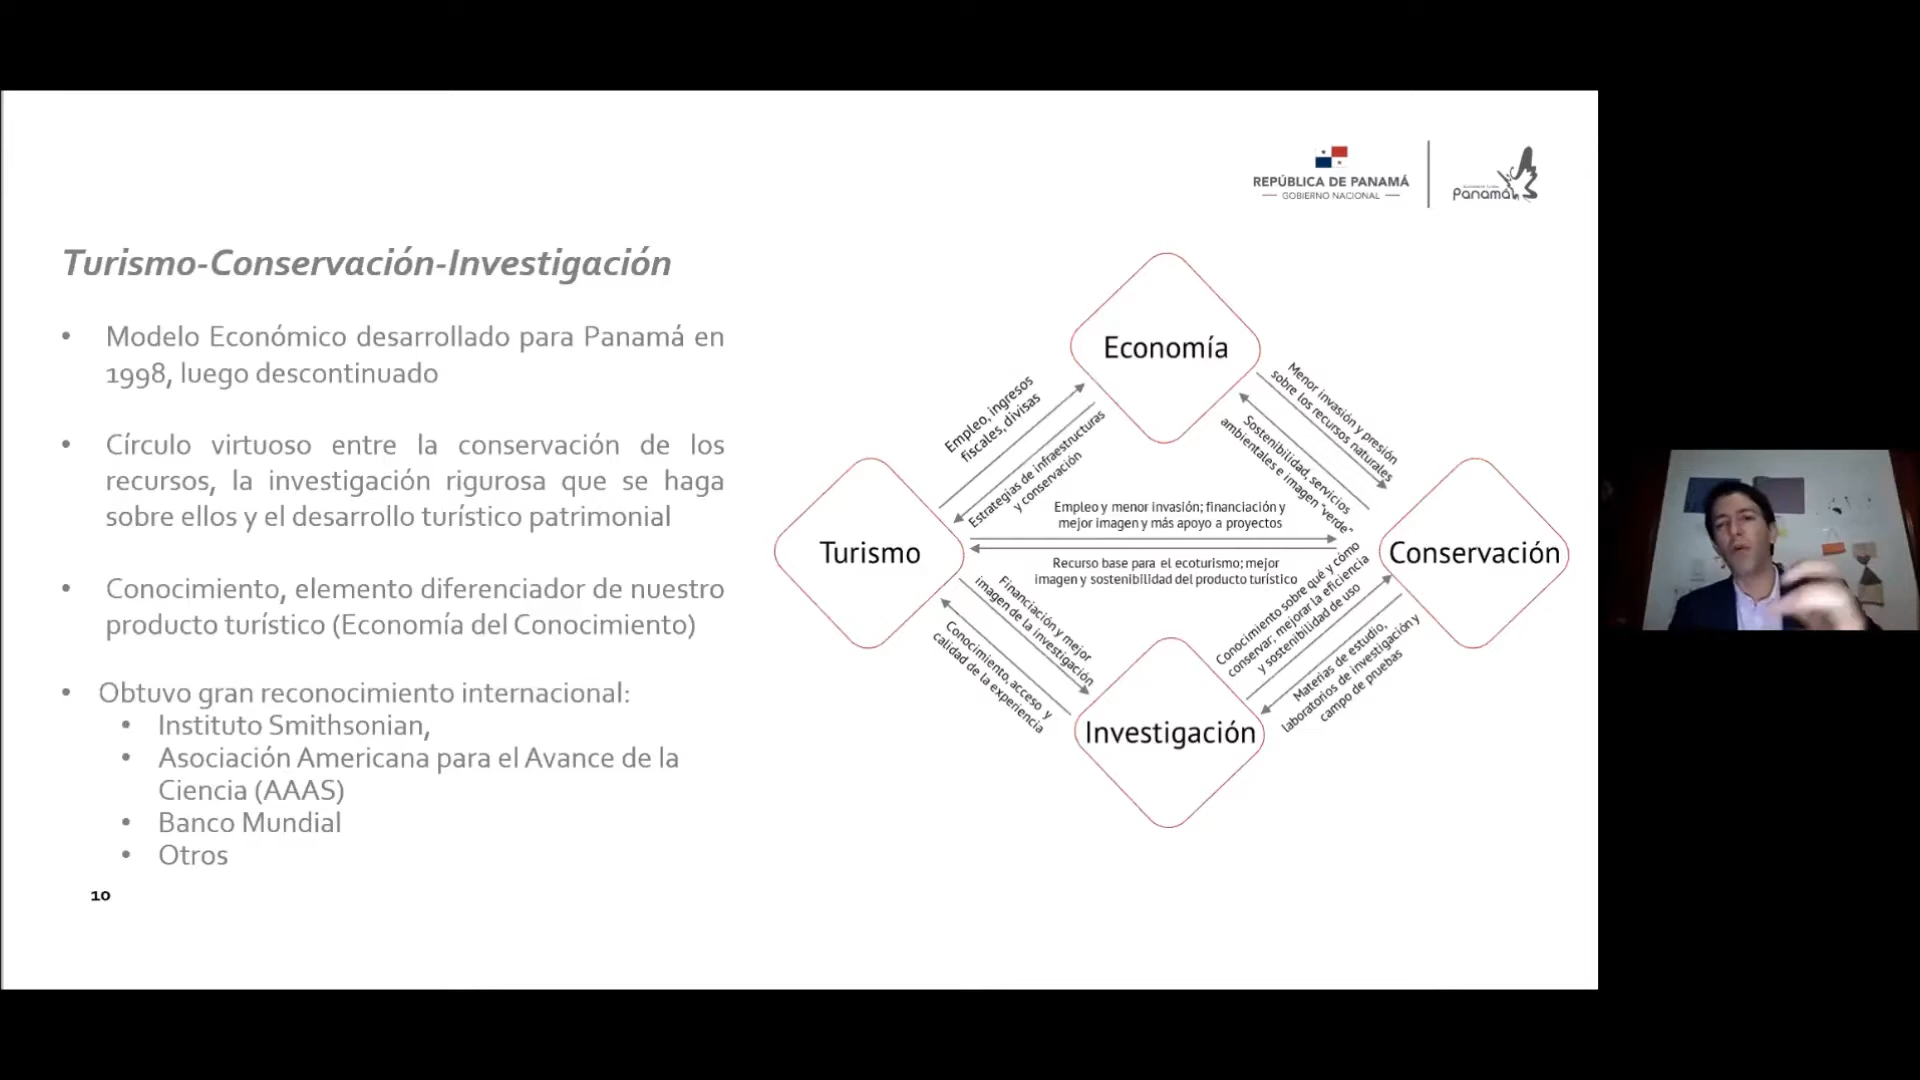 REPÚBLICA DE PANAMÁ
GOBIERNO NACIONAL
Panamá
Turismo-Conservación-Investigación
• Modelo Económico desarrollado para Panamá en
1998, luego descontinuado
• Círculo virtuoso entre la conservación de los
recursos, la investigación rigurosa que se haga
sobre ellos y el desarrollo turístico patrimonial
• Conocimiento, elemento diferenciador de nuestro
producto turístico (Economía del Conocimiento)
• Obtuvo gran reconocimiento internacional:
• Instituto Smithsonian,
• Asociación Americana para el Avance de la
Ciencia (AAAS)
• Banco Mundial
• Otros
10
Economía
Empleo, ingresos
fiscales, divisas
Estrategias de infraestructuras
y conservación
Menor invasión y presión
sobre los recursos naturales
Sostenibilidad, servicios
ambientales e imagen "verde"
Turismo
Empleo y menor invasión; financiación y
mejor imagen y más apoyo a proyectos
Recurso base para el ecoturismo; mejor
imagen y sostenibilidad del producto turístico
Conservación
Financiación y mejor
imagen de la investigación
Conocimiento, acceso y
calidad de la experiencia
Conocimiento sobre qué y cómo
conservar; mejorar la eficiencia
y sostenibilidad de uso
Materias de estudio,
laboratorios de investigación y
campo de pruebas
Investigación